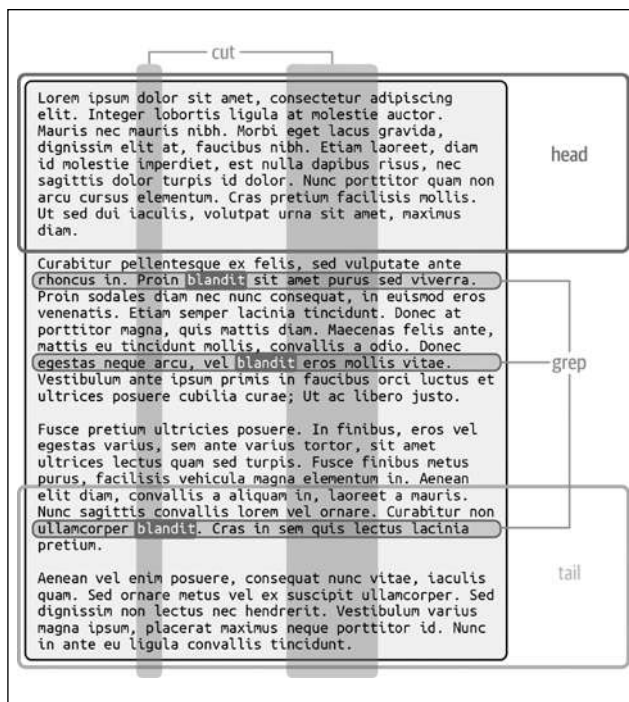 cut
Lorem ipsum dolor sit amet, consectetur adipiscing
elit. Integer lobortis ligula at molestie auctor.
Mauris nec mauris nibh. Morbi eget lacus gravida,
dignissim elit at, faucibus nibh. Etiam laoreet, diam
id molestie imperdiet, est nulla dapibus risus, nec
sagittis dolor turpis id dolor. Nunc porttitor quam non
arcu cursus elementum. Cras pretium facilisis mollis.
Ut sed dui iaculis, volutpat urna sit amet, maximus
diam.
head
Curabitur pellentesque ex felis, sed vulputate ante
rhoncus in. Proin blandit sit amet purus sed viverra.
Proin sodales diam nec nunc consequat, in euismod eros
venenatis. Etiam semper lacinia tincidunt. Donec at
porttitor magna, quis mattis diam. Maecenas felis ante,
mattis eu tincidunt mollis, convallis a odio. Donec
egestas neque arcu, vel blandit eros mollis vitae.
Vestibulum ante ipsum primis in faucibus orci luctus et
ultrices posuere cubilia curae; Ut ac libero justo.
grep
Fusce pretium ultricies posuere. In finibus, eros vel
egestas varius, sem ante varius tortor, sit amet
ultrices lectus quam sed turpis. Fusce finibus metus
purus, facilisis vehicula magna elementum in. Aenean
elit diam, convallis a aliquam in, laoreet a mauris.
Nunc sagittis convallis lorem vel ornare. Curabitur non
ullamcorper blandit. Cras in sem quis lectus lacinia
pretium.
tail
Aenean vel enim posuere, consequat nunc vitae, iaculis
quam. Sed ornare metus vel ex suscipit ullamcorper. Sed
dignissim non lectus nec hendrerit. Vestibulum varius
magna ipsum, placerat maximus neque porttitor id. Nunc
in ante eu ligula convallis tincidunt.